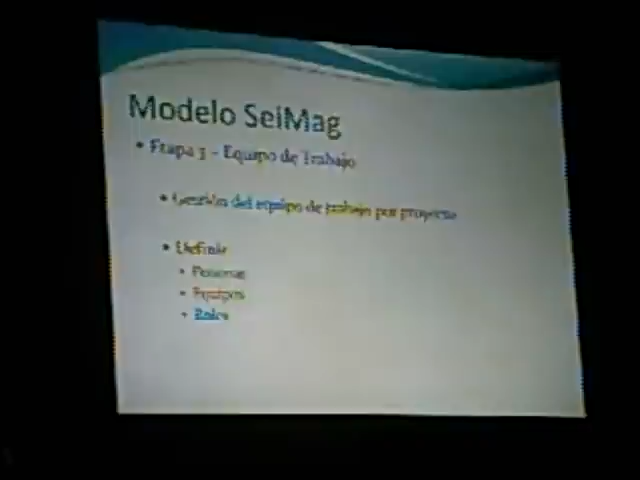 Modelo SeiMag
• Etapa 3 - Equipo de Trabajo
• Gestión del equipo de trabajo por proyecto
• Definir
• Personas
• Equipos
• Roles